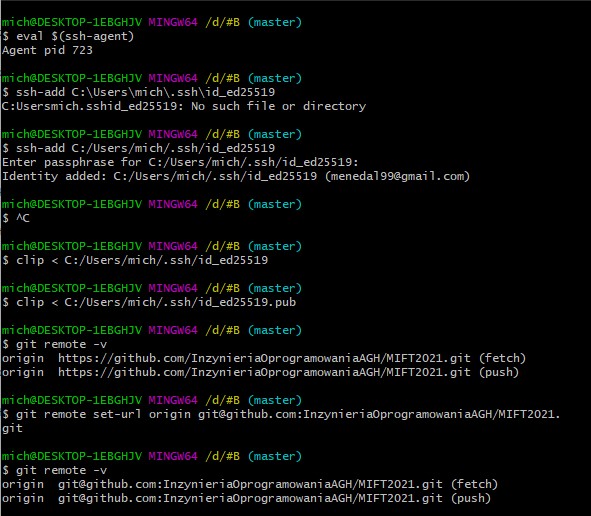 mich@DESKTOP-1EBGHJV MINGW64 /d/#B (master)
$ eval $(ssh-agent)
Agent pid 723
mich@DESKTOP-1EBGHJV MINGW64 /d/#B (master)
$ ssh-add C:\Users\mich\.ssh\id_ed25519
C:Usersmich.sshid_ed25519: No such file or directory
mich@DESKTOP-1EBGHJV MINGW64 /d/#B (master)
$ ssh-add C:/Users/mich/.ssh/id_ed25519
Enter passphrase for C:/Users/mich/.ssh/id_ed25519:
Identity added: C:/Users/mich/.ssh/id_ed25519 (menedal99@gmail.com)
mich@DESKTOP-1EBGHJV MINGW64 /d/#B (master)
$ ^C
mich@DESKTOP-1EBGHJV MINGW64 /d/#B (master)
$ clip < C:/Users/mich/.ssh/id_ed25519
mich@DESKTOP-1EBGHJV MINGW64 /d/#B (master)
$ clip < C:/Users/mich/.ssh/id_ed25519.pub
mich@DESKTOP-1EBGHJV MINGW64 /d/#B (master)
$ git remote -v
origin  https://github.com/InzynieriaOprogramowaniaAGH/MIFT2021.git (fetch)
origin  https://github.com/InzynieriaOprogramowaniaAGH/MIFT2021.git (push)
mich@DESKTOP-1EBGHJV MINGW64 /d/#B (master)
$ git remote set-url origin git@github.com:InzynieriaOprogramowaniaAGH/MIFT2021.
git
mich@DESKTOP-1EBGHJV MINGW64 /d/#B (master)
$ git remote -v
origin  git@github.com:InzynieriaOprogramowaniaAGH/MIFT2021.git (fetch)
origin  git@github.com:InzynieriaOprogramowaniaAGH/MIFT2021.git (push)